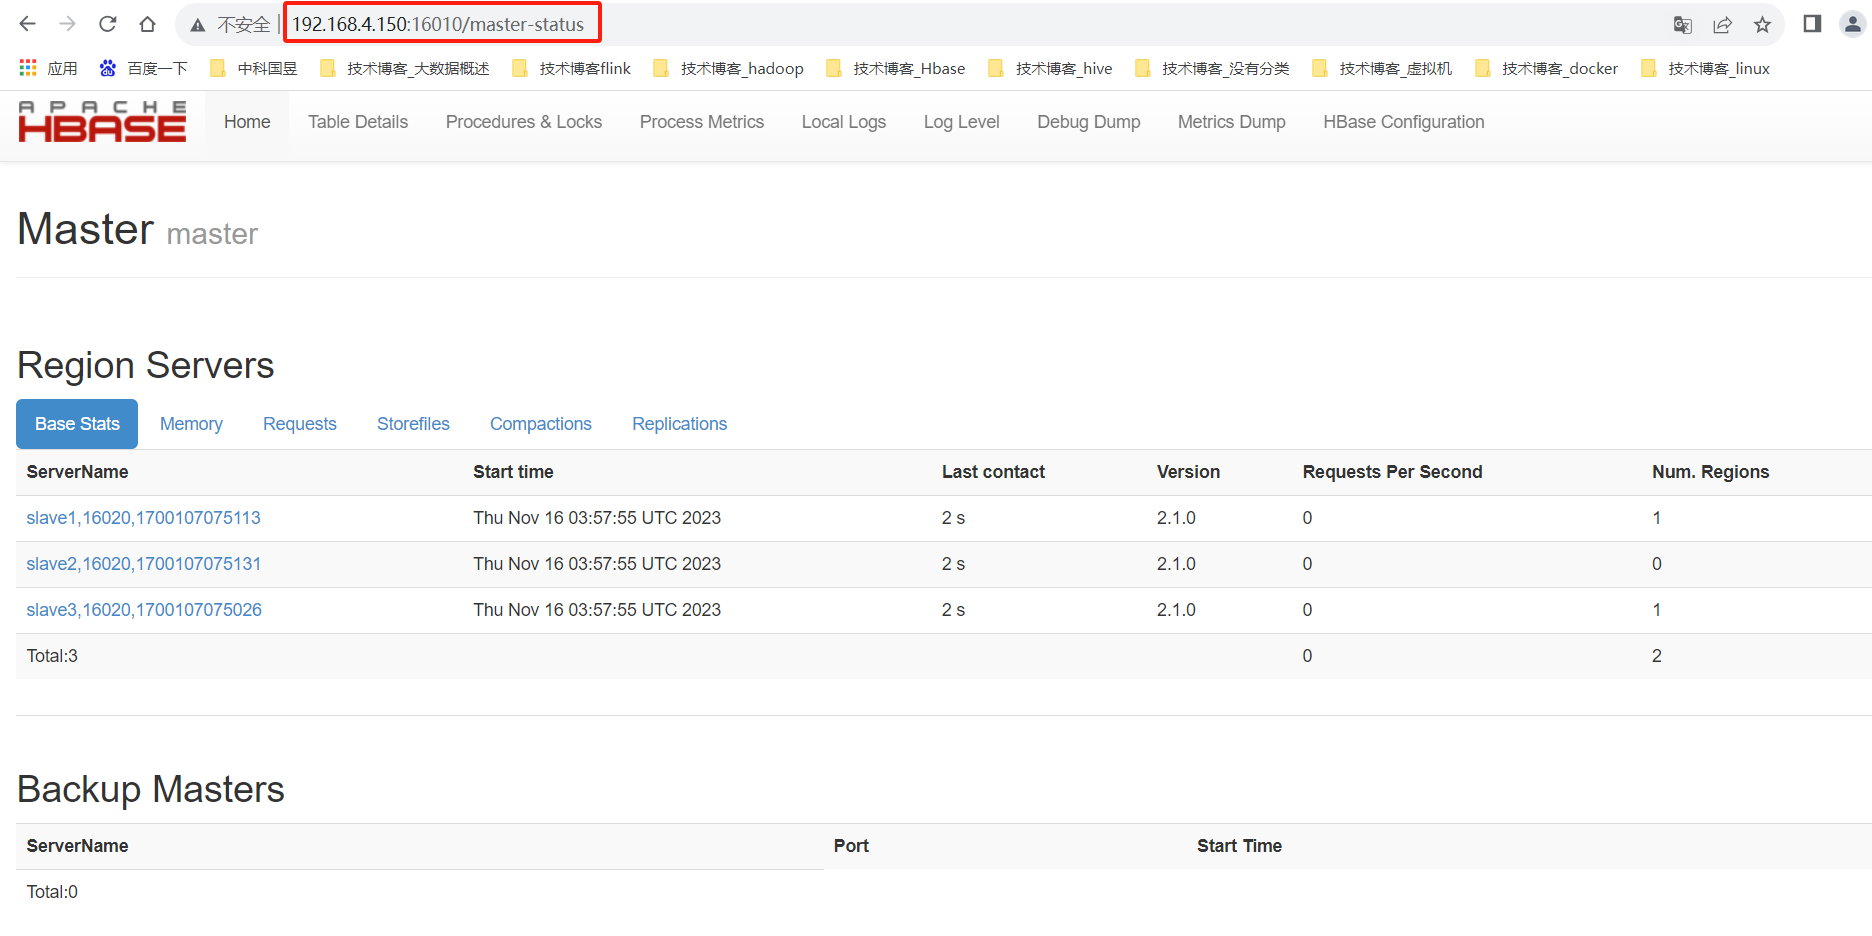 不安全 192.168.4.150:16010/master-status
应用 百度一下 中科国昱 技术博客_大数据概述 技术博客flink 技术博客_hadoop 技术博客_Hbase 技术博客_hive 技术博客_没有分类 技术博客_虚拟机 技术博客_docker 技术博客_linux
APACHE
HBASE Home Table Details Procedures & Locks Process Metrics Local Logs Log Level Debug Dump Metrics Dump HBase Configuration
Master master
Region Servers
Base Stats Memory Requests Storefiles Compactions Replications
ServerName Start time Last contact Version Requests Per Second Num. Regions
slave1,16020,1700107075113 Thu Nov 16 03:57:55 UTC 2023 2 s 2.1.0 0 1
slave2,16020,1700107075131 Thu Nov 16 03:57:55 UTC 2023 2 s 2.1.0 0 0
slave3,16020,1700107075026 Thu Nov 16 03:57:55 UTC 2023 2 s 2.1.0 0 1
Total:3 0 2
Backup Masters
ServerName Port Start Time
Total:0